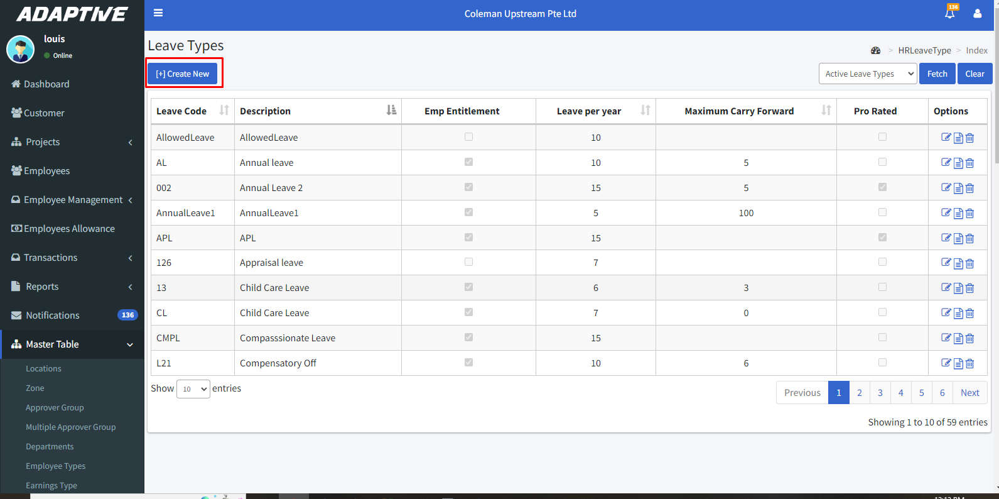 ADAPTIVE
Coleman Upstream Pte Ltd
136
louis
Online
Dashboard
Customer
Projects
Employees
Employee Management
Employees Allowance
Transactions
Reports
Notifications 136
Master Table
Locations
Zone
Approver Group
Multiple Approver Group
Departments
Employee Types
Earnings Type
Leave Types
> HRLeaveType > Index
[+] Create New
Active Leave Types Fetch Clear
Leave Code Description Emp Entitlement Leave per year Maximum Carry Forward Pro Rated Options
AllowedLeave AllowedLeave 10
AL Annual leave 10 5
002 Annual Leave 2 15 5
AnnualLeave1 AnnualLeave1 5 100
APL APL 15
126 Appraisal leave 7
13 Child Care Leave 6 3
CL Child Care Leave 7 0
CMPL Compasssionate Leave 15
L21 Compensatory Off 10 6
Show 10 entries
Previous 1 2 3 4 5 6 Next
Showing 1 to 10 of 59 entries